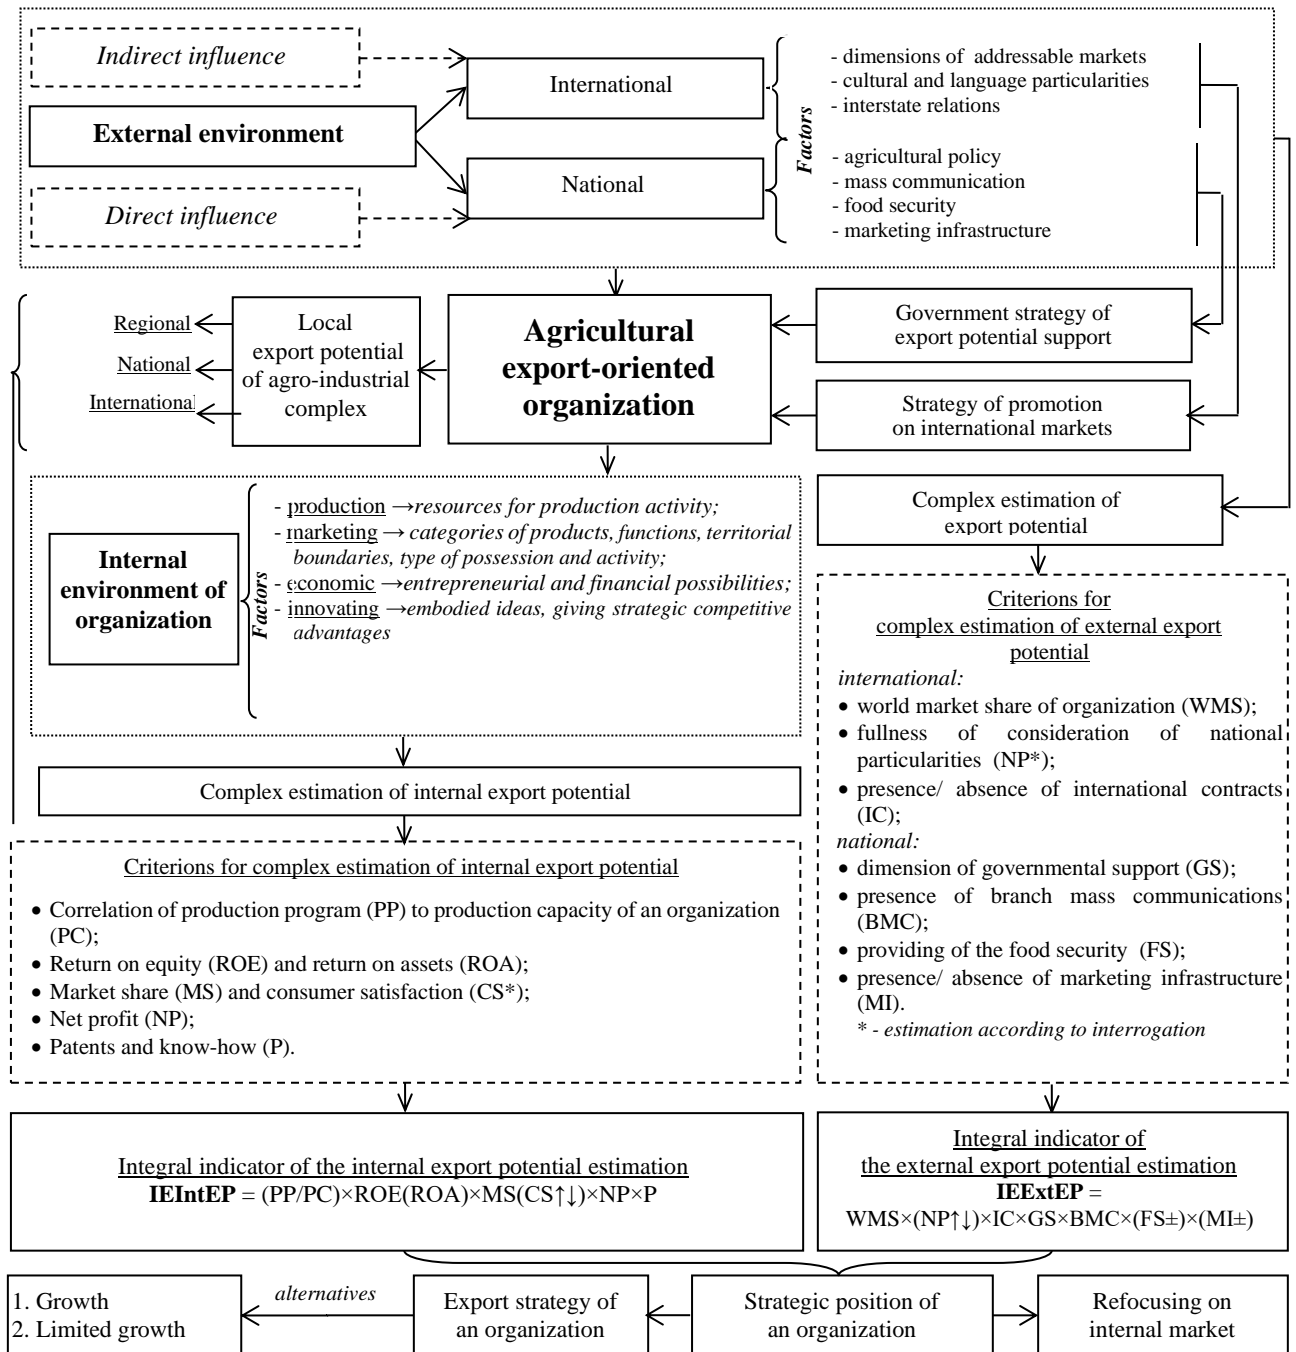 Indirect influence
External environment
Direct influence
International
National
Factors
- dimensions of  addressable markets
- cultural and language particularities
- interstate relations
- agricultural policy
- mass communication
- food security
- marketing infrastructure
Regional
National
International
Local
export potential
of agro-industrial
complex
Agricultural
export-oriented
organization
Government strategy of
export potential support
Strategy of promotion
on international markets
Complex estimation of
export potential
Internal
environment of
organization
Factors
- production →resources for production activity;
- marketing → categories of products, functions, territorial
boundaries, type of possession and activity;
- economic →entrepreneurial and financial possibilities;
- innovating →embodied ideas, giving strategic competitive
advantages
Complex estimation of internal export potential
Criterions for complex estimation of internal export potential
• Correlation of production program (PP) to production capacity of an organization
(PC);
• Return on equity (ROE) and return on assets (ROA);
• Market share (MS) and consumer satisfaction (CS*);
• Net profit (NP);
• Patents and know-how (P).
Criterions for
complex estimation of external export
potential
international:
• world market share of organization (WMS);
• fullness of consideration of national
particularities  (NP*);
• presence/ absence of international contracts
(IC);
national:
• dimension of governmental support (GS);
• presence of branch mass communications
(BMC);
• providing of the food security  (FS);
• presence/ absence of marketing infrastructure
(MI).
* - estimation according to interrogation
Integral indicator of the internal export potential estimation
IEIntEP = (PP/PC)×ROE(ROA)×MS(CS↑↓)×NP×P
Integral indicator of
the external export potential estimation
IEExtEP =
WMS×(NP↑↓)×IC×GS×BMC×(FS±)×(MI±)
1. Growth
2. Limited growth
alternatives
Export strategy of
an organization
Strategic position of
an organization
Refocusing on
internal market